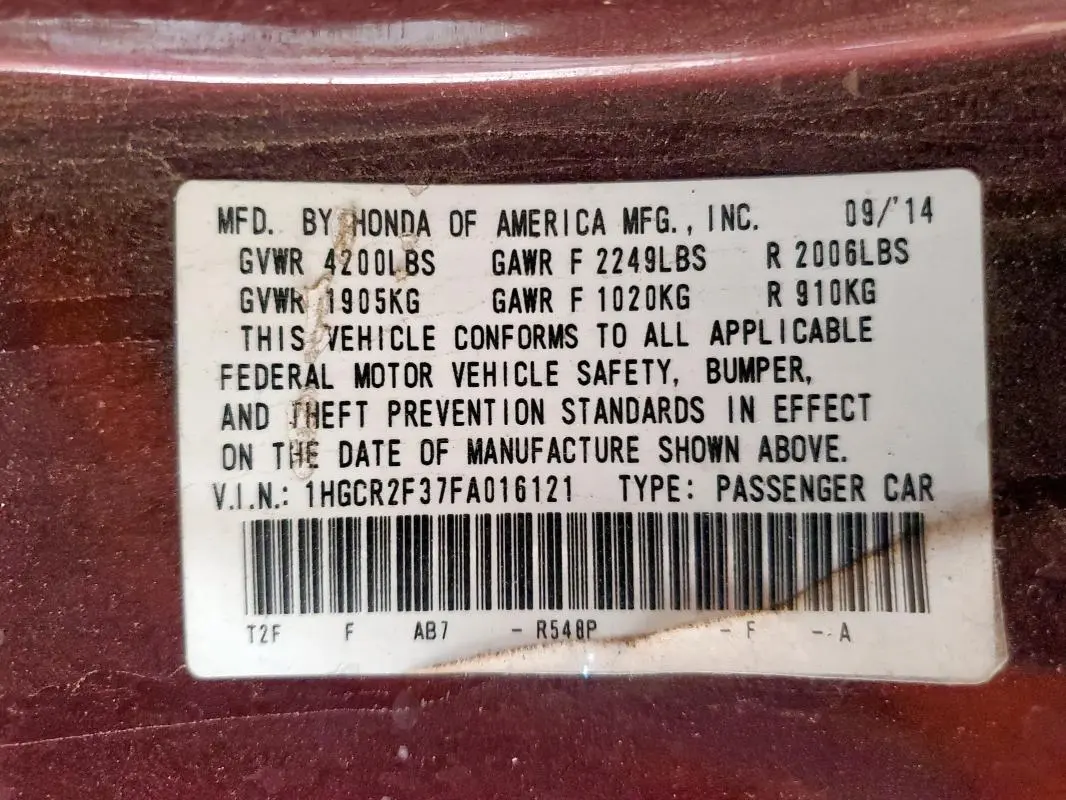 MFD. BY HONDA OF AMERICA MFG., INC. 09/'14
GVWR 4200LBS GAWR F 2249LBS R 2006LBS
GVWR 1905KG GAWR F 1020KG R 910KG
THIS VEHICLE CONFORMS TO ALL APPLICABLE
FEDERAL MOTOR VEHICLE SAFETY, BUMPER,
AND THEFT PREVENTION STANDARDS IN EFFECT
ON THE DATE OF MANUFACTURE SHOWN ABOVE.
V.I.N.: 1HGCR2F37FA016121 TYPE: PASSENGER CAR
T2F F AB7 - R548P - F - A